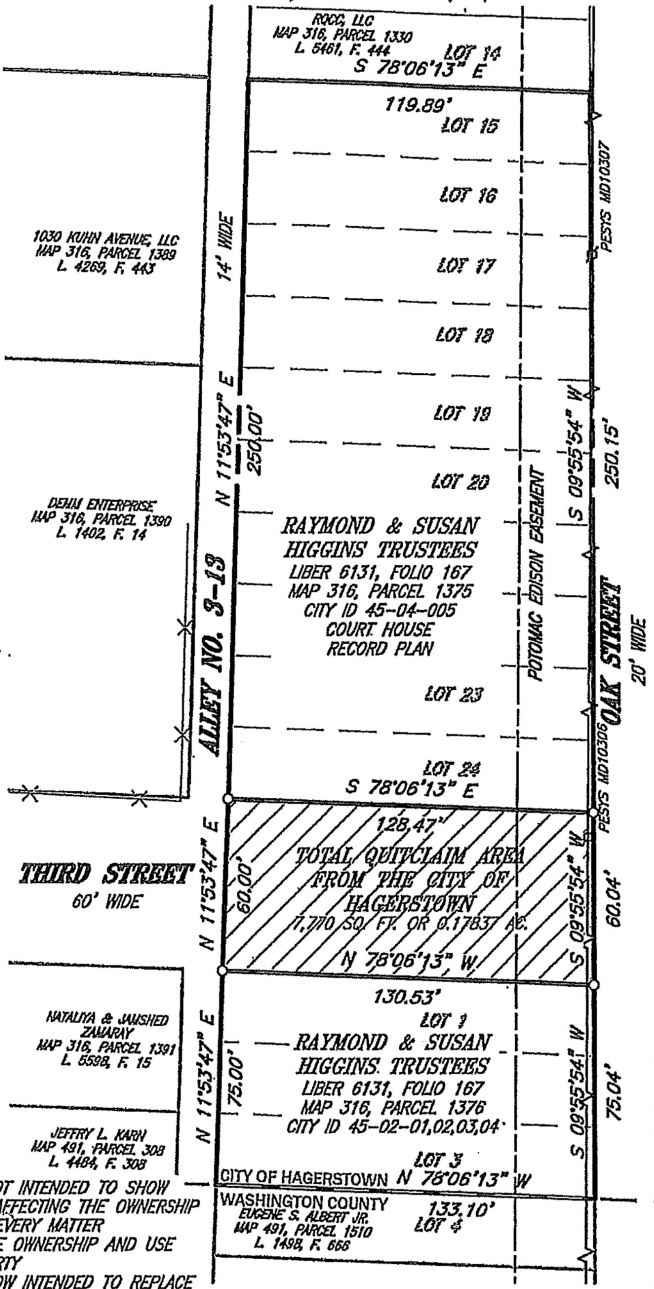 ROCC, LLC
MAP 316, PARCEL 1330
L. 5461, F. 444
LOT 14
S 78°06'13" E
119.89'
LOT 15
PESYS MD10307
LOT 16
1030 KUHN AVENUE, LLC
MAP 316, PARCEL 1389
L. 4269, F. 443
14' WIDE
LOT 17
LOT 18
N 11°53'47" E
250.00'
LOT 19
S 09°55'54" W
250.15'
LOT 20
DEHM ENTERPRISE
MAP 316, PARCEL 1390
L. 1402, F. 14
RAYMOND & SUSAN
HIGGINS TRUSTEES
LIBER 6131, FOLIO 167
MAP 316, PARCEL 1375
CITY ID 45-04-005
COURT HOUSE
RECORD PLAN
POTOMAC EDISON EASEMENT
ALLEY NO. 3-13
OAK STREET
20' WIDE
LOT 23
PESYS MD10306
LOT 24
S 78°06'13" E
128.47'
THIRD STREET
60' WIDE
N 11°53'47" E
60.00'
TOTAL QUITCLAIM AREA
FROM THE CITY OF
HAGERSTOWN
7,770 SQ. FT. OR 0.17837 AC.
S 09°55'54" W
60.04'
N 78°06'13" W
130.53'
LOT 1
NATALIYA & JAMSHED
ZAMARAY
MAP 316, PARCEL 1391
L. 5598, F. 15
N 11°53'47" E
75.00'
RAYMOND & SUSAN
HIGGINS TRUSTEES
LIBER 6131, FOLIO 167
MAP 316, PARCEL 1376
CITY ID 45-02-01,02,03,04
S 09°55'54" W
75.04'
JEFFRY L. KARN
MAP 491, PARCEL 308
L. 4484, F. 308
LOT 3
CITY OF HAGERSTOWN N 78°06'13" W
WASHINGTON COUNTY
133.10'
EUGENE S. ALBERT JR.
MAP 491, PARCEL 1510
L. 1498, F. 666
LOT 4
OT INTENDED TO SHOW
AFFECTING THE OWNERSHIP
EVERY MATTER
E OWNERSHIP AND USE
RTY
OW INTENDED TO REPLACE